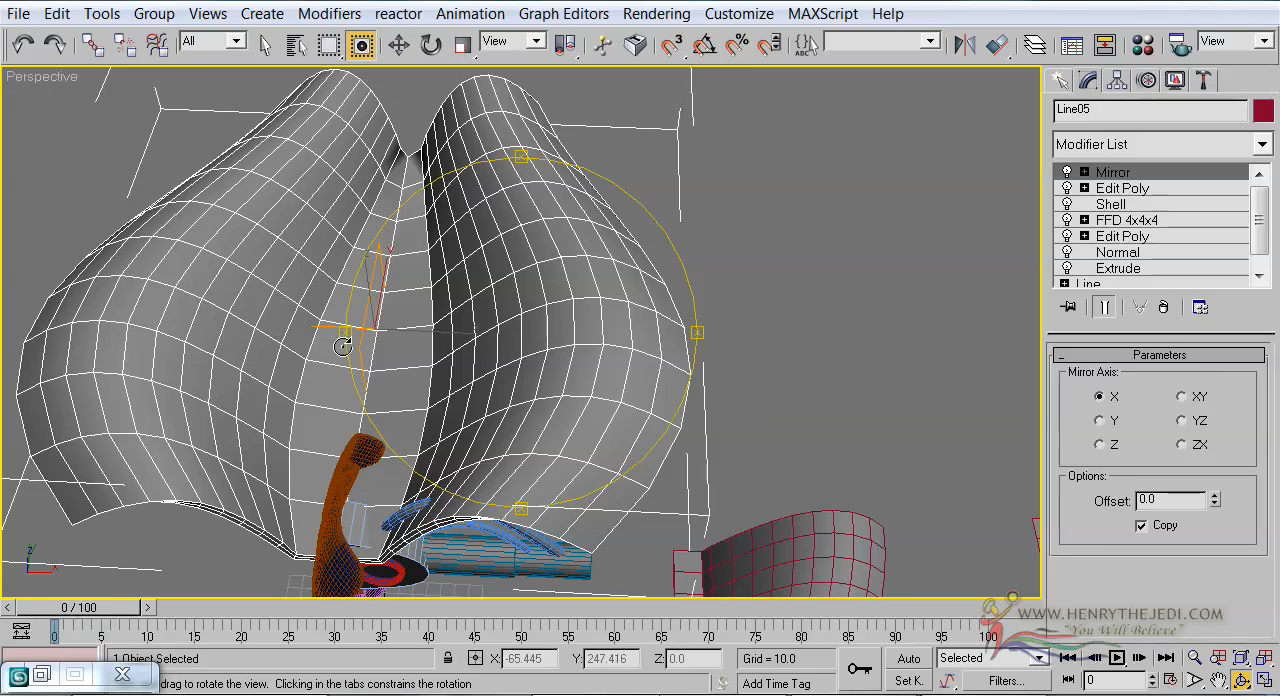 File Edit Tools Group Views Create Modifiers reactor Animation Graph Editors Rendering Customize MAXScript Help
All View 3 % ABC View
Perspective
Line05
Modifier List
Mirror
Edit Poly
Shell
FFD 4x4x4
Edit Poly
Normal
Extrude
Line
Parameters
Mirror Axis:
X XY
Y YZ
Z ZX
Options:
Offset: 0.0
Copy
z
x
WWW.HENRYTHEJEDI.COM
"You Will Believe"
< 0 / 100 >
0 5 10 15 20 25 30 35 40 45 50 55 60 65 70 75 80 85 90 95 100
1 Object Selected X: -65.445 Y: 247.416 Z: 0.0 Grid = 10.0 Auto Selected
drag to rotate the view. Clicking in the tabs constrains the rotation Add Time Tag Set K. Filters... 0